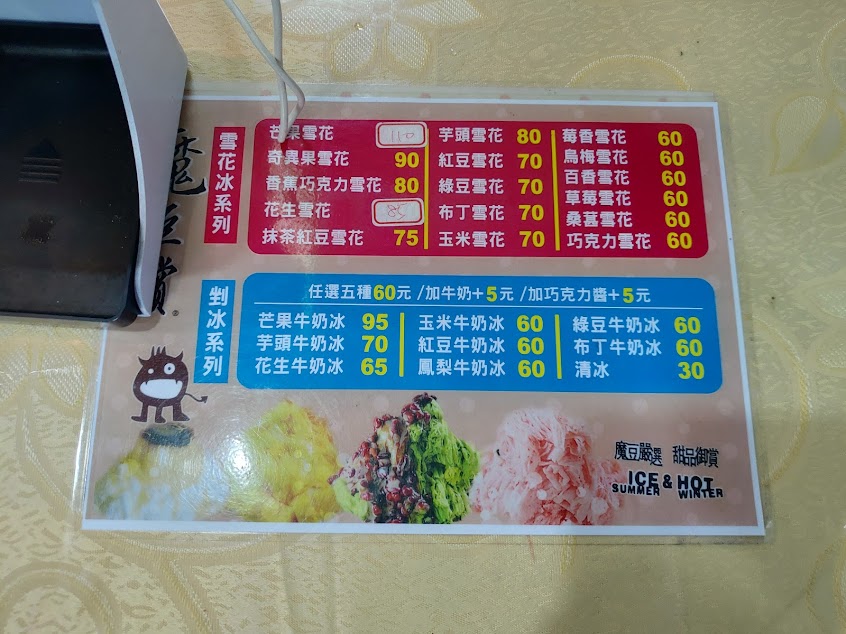 魔豆賞
雪花冰系列
芒果雪花 110
奇異果雪花 90
香蕉巧克力雪花 80
花生雪花 85
抹茶紅豆雪花 75
芋頭雪花 80
紅豆雪花 70
綠豆雪花 70
布丁雪花 70
玉米雪花 70
莓香雪花 60
烏梅雪花 60
百香雪花 60
草莓雪花 60
桑葚雪花 60
巧克力雪花 60
剉冰系列
任選五種60元 /加牛奶+5元 /加巧克力醬+5元
芒果牛奶冰 95
芋頭牛奶冰 70
花生牛奶冰 65
玉米牛奶冰 60
紅豆牛奶冰 60
鳳梨牛奶冰 60
綠豆牛奶冰 60
布丁牛奶冰 60
清冰 30
魔豆嚴選 甜品御賞
ICE & HOT
SUMMER WINTER